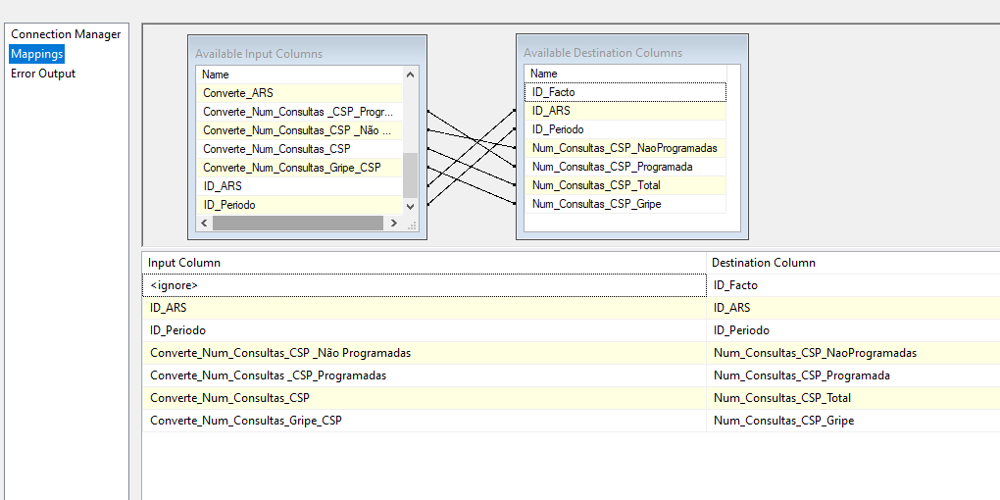 Connection Manager
Mappings
Error Output
Available Input Columns
Name
Converte_ARS
Converte_Num_Consultas _CSP_Progr...
Converte_Num_Consultas_CSP _Não ...
Converte_Num_Consultas_CSP
Converte_Num_Consultas_Gripe_CSP
ID_ARS
ID_Periodo
Available Destination Columns
Name
ID_Facto
ID_ARS
ID_Periodo
Num_Consultas_CSP_NaoProgramadas
Num_Consultas_CSP_Programada
Num_Consultas_CSP_Total
Num_Consultas_CSP_Gripe
Input Column Destination Column
<ignore> ID_Facto
ID_ARS ID_ARS
ID_Periodo ID_Periodo
Converte_Num_Consultas_CSP _Não Programadas Num_Consultas_CSP_NaoProgramadas
Converte_Num_Consultas _CSP_Programadas Num_Consultas_CSP_Programada
Converte_Num_Consultas_CSP Num_Consultas_CSP_Total
Converte_Num_Consultas_Gripe_CSP Num_Consultas_CSP_Gripe